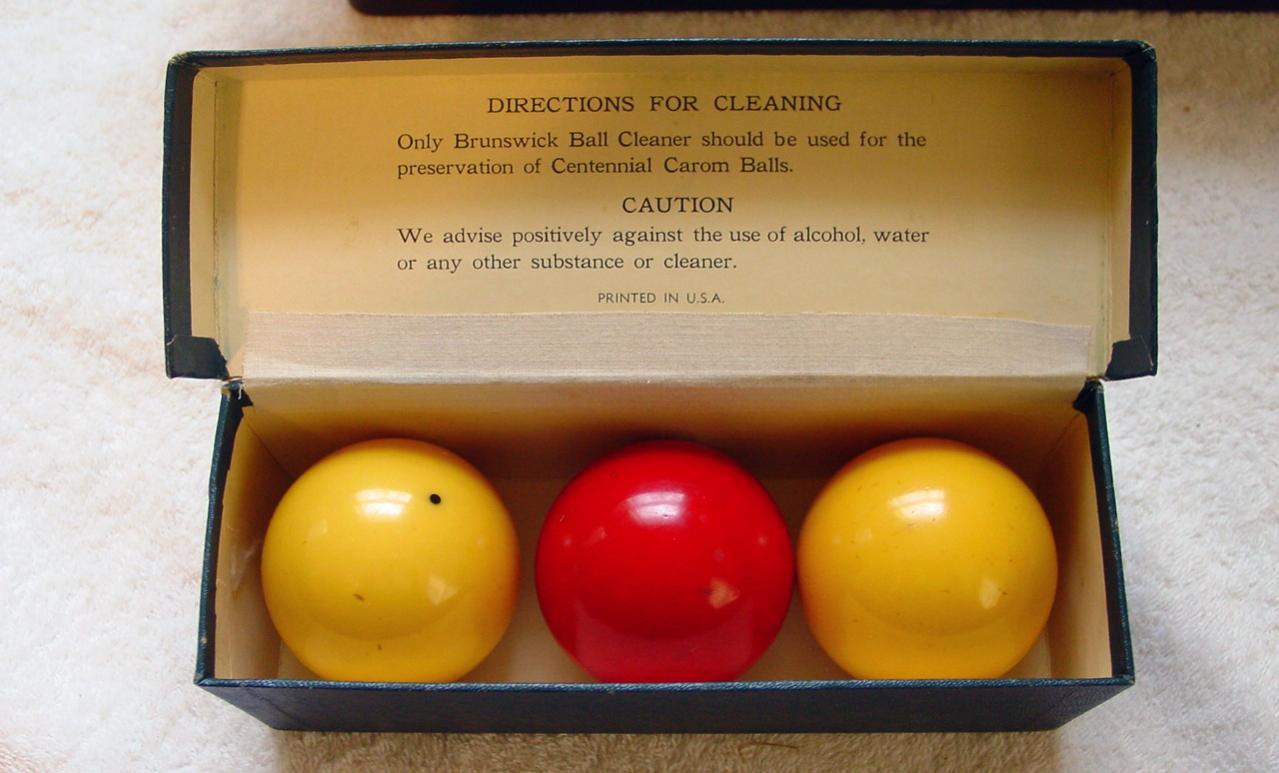 DIRECTIONS FOR CLEANING
Only Brunswick Ball Cleaner should be used for the
preservation of Centennial Carom Balls.
CAUTION
We advise positively against the use of alcohol, water
or any other substance or cleaner.
PRINTED IN U.S.A.